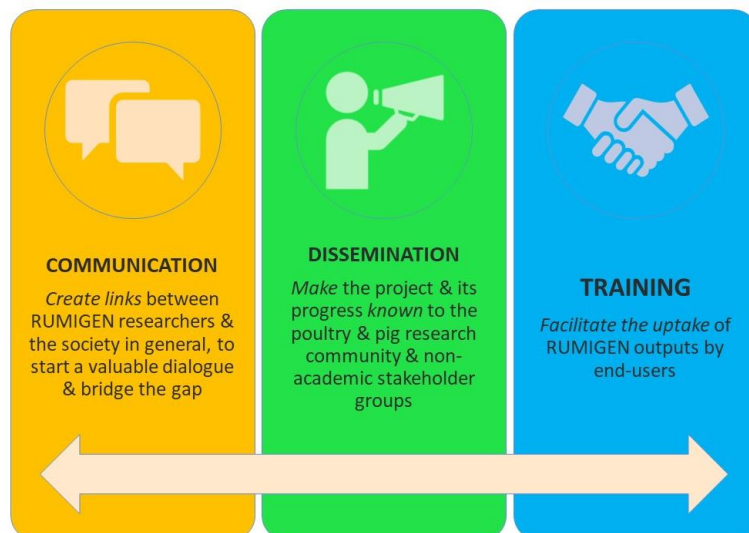 COMMUNICATION
Create links between
RUMIGEN researchers &
the society in general, to
start a valuable dialogue
& bridge the gap
DISSEMINATION
Make the project & its
progress known to the
poultry & pig research
community & non-
academic stakeholder
groups
TRAINING
Facilitate the uptake of
RUMIGEN outputs by
end-users